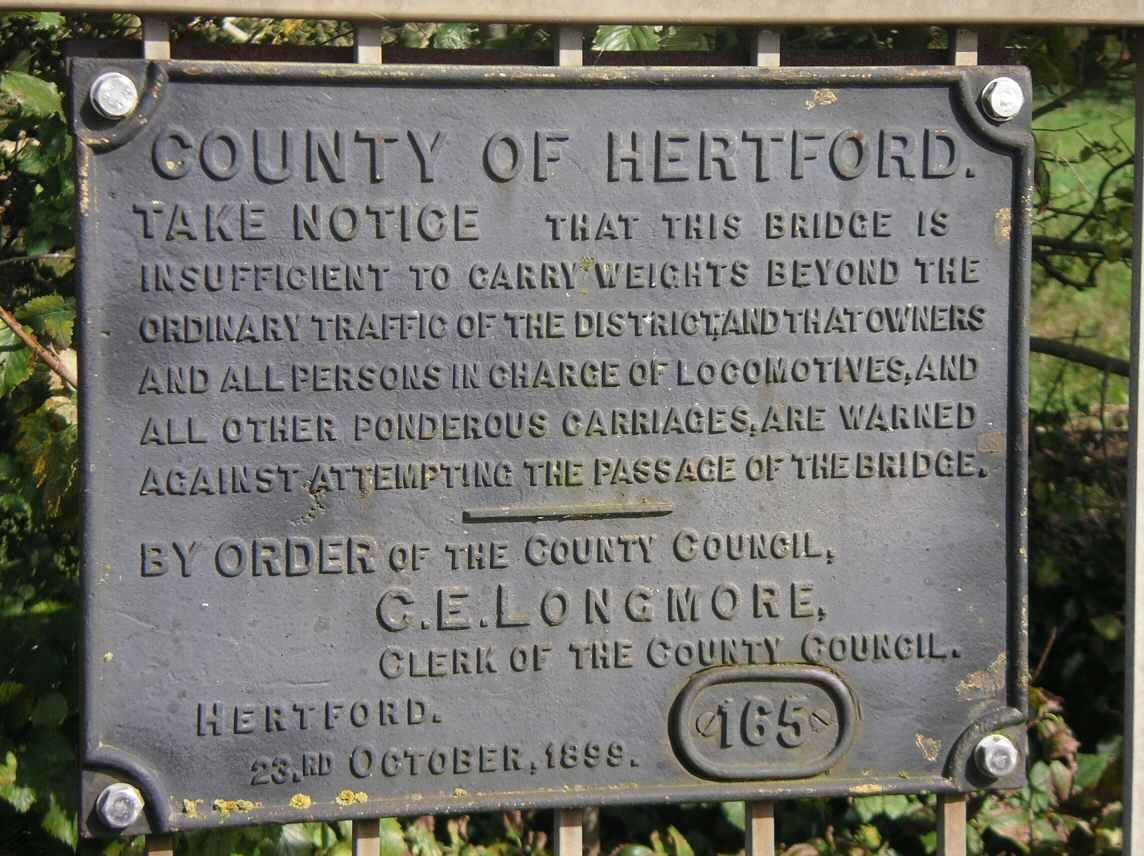 COUNTY OF HERTFORD.
TAKE NOTICE THAT THIS BRIDGE IS
INSUFFICIENT TO CARRY WEIGHTS BEYOND THE
ORDINARY TRAFFIC OF THE DISTRICT, AND THAT OWNERS
AND ALL PERSONS IN CHARGE OF LOCOMOTIVES, AND
ALL OTHER PONDEROUS CARRIAGES, ARE WARNED
AGAINST ATTEMPTING THE PASSAGE OF THE BRIDGE.
BY ORDER OF THE COUNTY COUNCIL,
C.E. LONGMORE,
CLERK OF THE COUNTY COUNCIL.
HERTFORD.
23.RD OCTOBER, 1899.
165